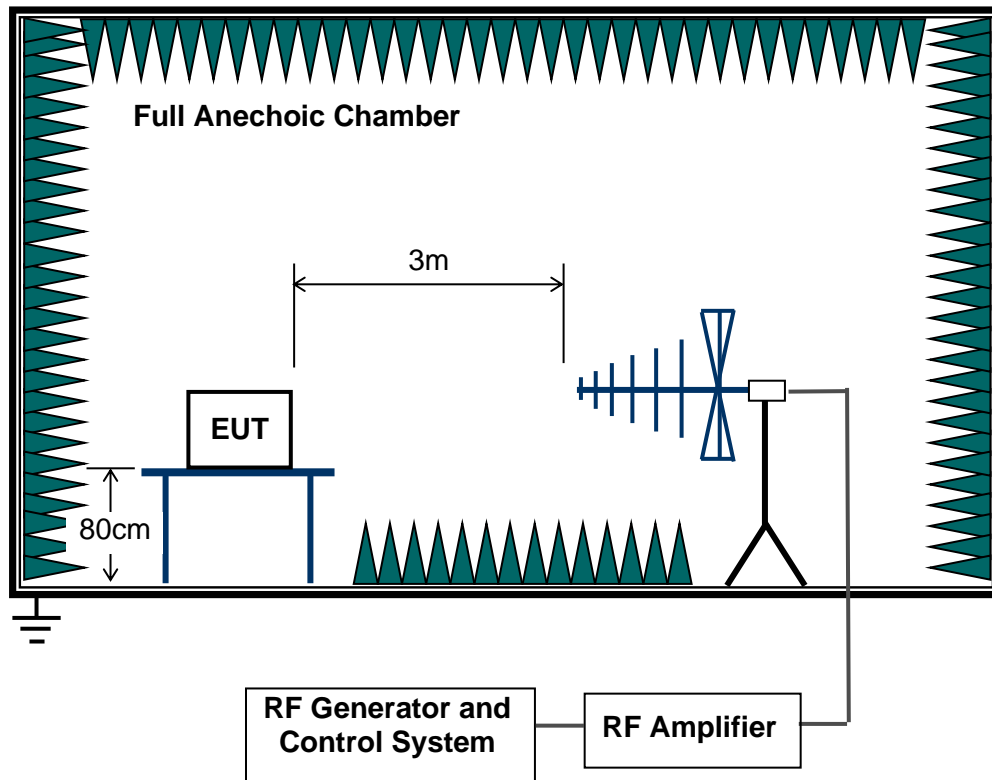 Full Anechoic Chamber
3m
EUT
80cm
RF Generator and
Control System
RF Amplifier